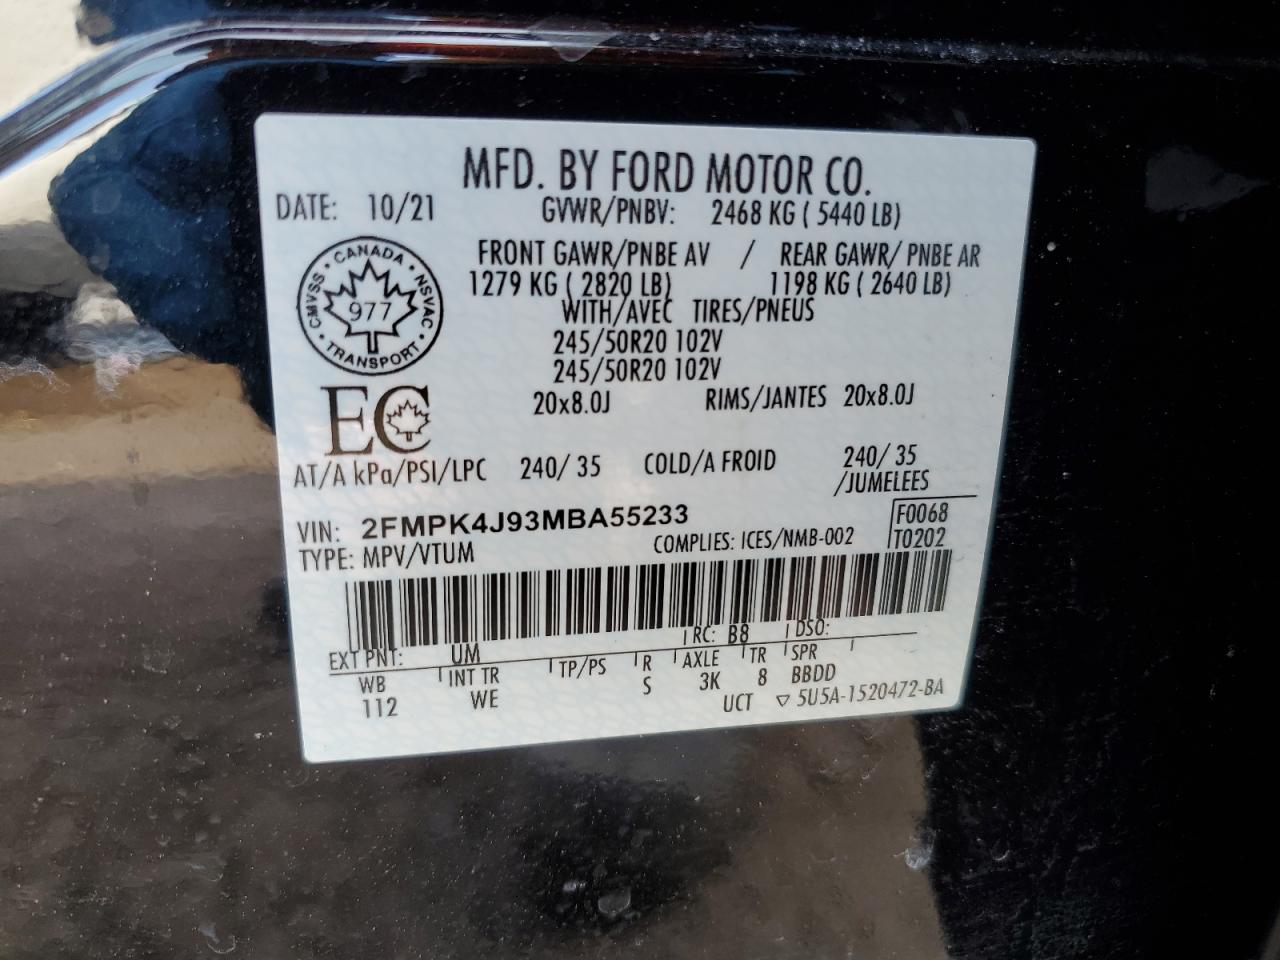 MFD. BY FORD MOTOR CO.
DATE: 10/21 GVWR/PNBV: 2468 KG ( 5440 LB)
FRONT GAWR/PNBE AV / REAR GAWR/ PNBE AR
1279 KG ( 2820 LB) 1198 KG ( 2640 LB)
WITH/AVEC TIRES/PNEUS
245/50R20 102V
245/50R20 102V
20x8.0J RIMS/JANTES 20x8.0J
CMVSS • CANADA • NSVAC • TRANSPORT •
977
EC
AT/A kPa/PSI/LPC 240/ 35 COLD/A FROID 240/ 35
/JUMELEES
VIN: 2FMPK4J93MBA55233 F0068
TYPE: MPV/VTUM COMPLIES: ICES/NMB-002 T0202
EXT PNT: UM RC: B8 DSO:
WB INT TR TP/PS R AXLE TR SPR
112 WE S 3K 8 BBDD
UCT ▽ 5U5A-1520472-BA